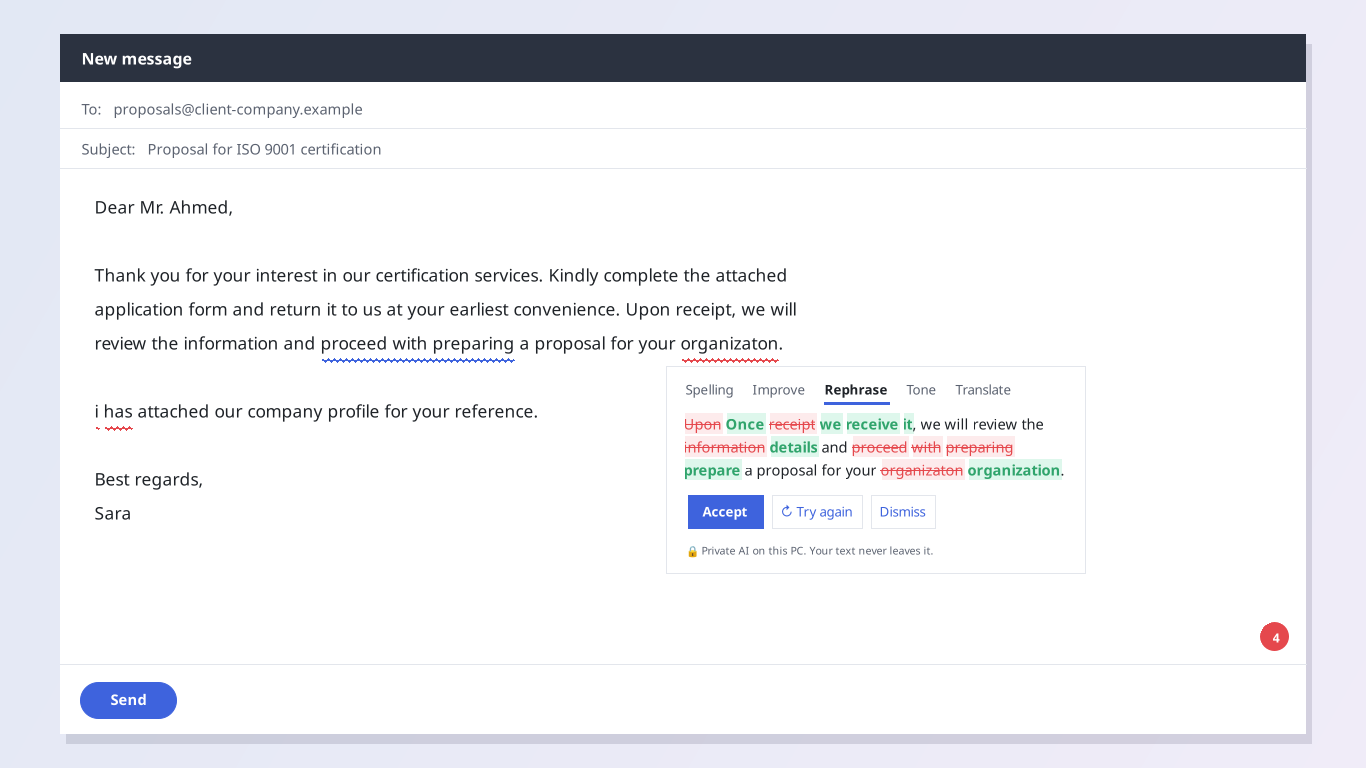 New message
To: proposals@client-company.example
Subject: Proposal for ISO 9001 certification
Dear Mr. Ahmed,
Thank you for your interest in our certification services. Kindly complete the attached
application form and return it to us at your earliest convenience. Upon receipt, we will
review the information and proceed with preparing a proposal for your organizaton.
i has attached our company profile for your reference.
Best regards,
Sara
Spelling Improve Rephrase Tone Translate
Upon Once receipt we receive it, we will review the
information details and proceed with preparing
prepare a proposal for your organizaton organization.
Accept Try again Dismiss
Private AI on this PC. Your text never leaves it.
4
Send